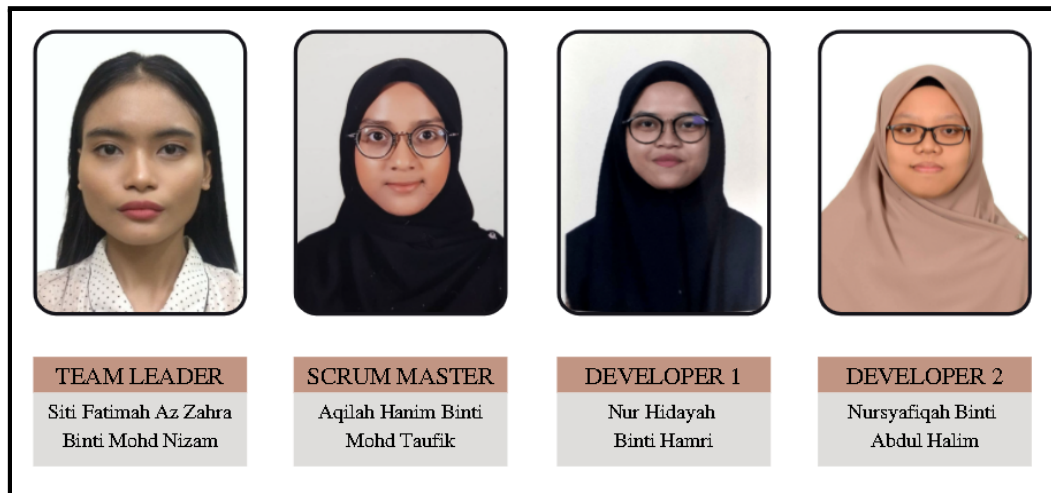 TEAM LEADER
Siti Fatimah Az Zahra
Binti Mohd Nizam
SCRUM MASTER
Aqilah Hanim Binti
Mohd Taufik
DEVELOPER 1
Nur Hidayah
Binti Hamri
DEVELOPER 2
Nursyafiqah Binti
Abdul Halim